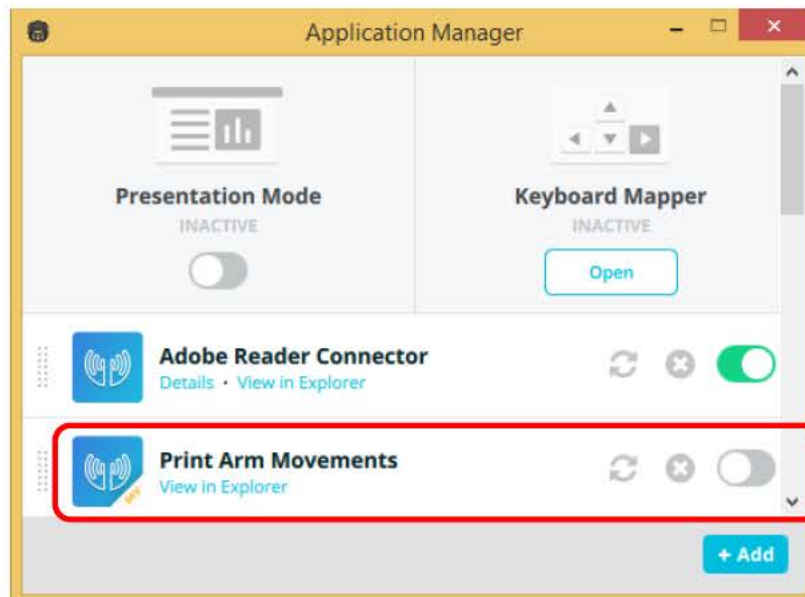 Application Manager
Presentation Mode
INACTIVE
Keyboard Mapper
INACTIVE
Open
Adobe Reader Connector
Details • View in Explorer
Print Arm Movements
View in Explorer
DEV
+ Add